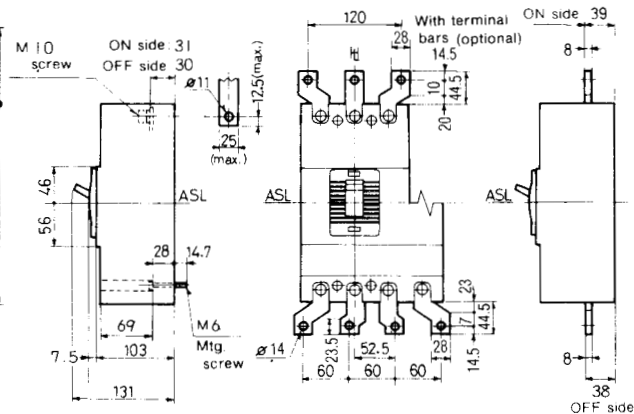 M 10
screw
ON side: 31
OFF side 30
ø11
12.5(max.)
25
(max.)
46
56
ASL
28
14.7
69
7.5
103
131
M6
Mtg.
screw
120
With terminal
bars (optional)
28
14.5
10
44.5
20
ASL
ø14
23.5
52.5
60
60
60
28
23
17
44.5
14.5
ON side
39
8
ASL
8
38
OFF side